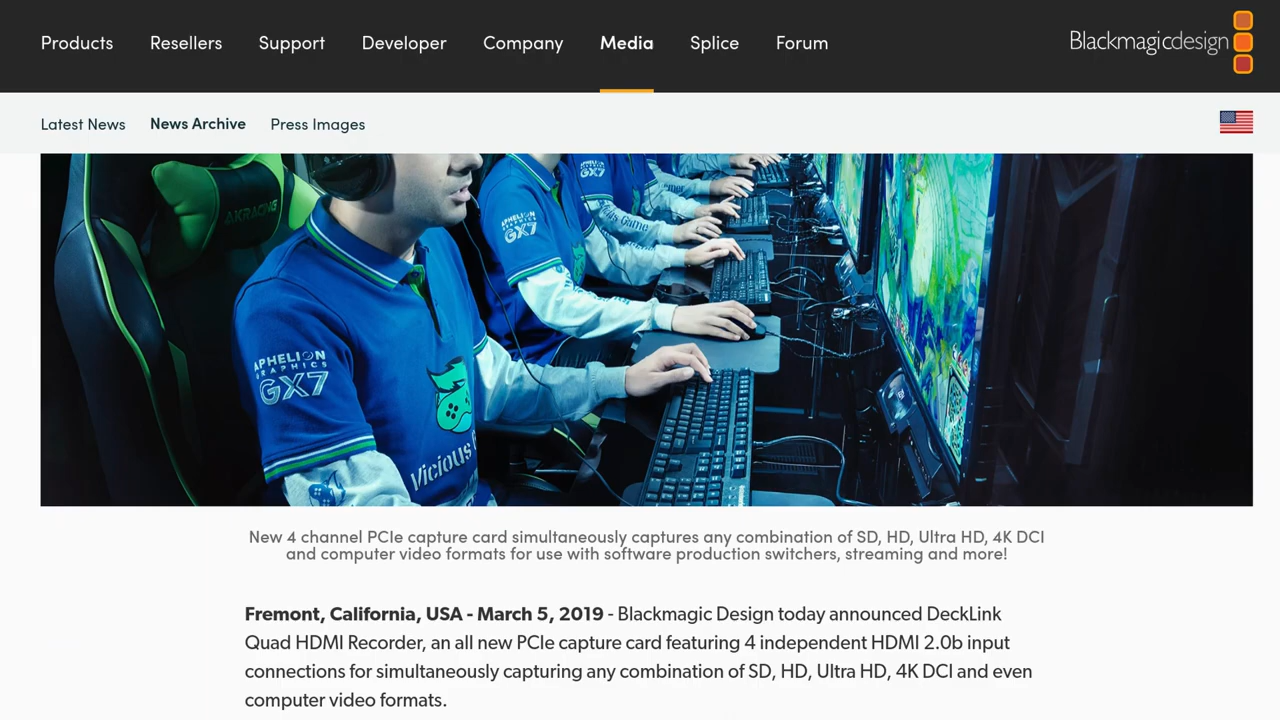 Products Resellers Support Developer Company Media Splice Forum
Blackmagicdesign
Latest News News Archive Press Images
AKRACING
APHELION
GX7
APHELION
GRAPHICS
GX7
APHELION
GRAPHICS
GX7
Vicious
New 4 channel PCIe capture card simultaneously captures any combination of SD, HD, Ultra HD, 4K DCI
and computer video formats for use with software production switchers, streaming and more!
Fremont, California, USA - March 5, 2019 - Blackmagic Design today announced DeckLink
Quad HDMI Recorder, an all new PCIe capture card featuring 4 independent HDMI 2.0b input
connections for simultaneously capturing any combination of SD, HD, Ultra HD, 4K DCI and even
computer video formats.